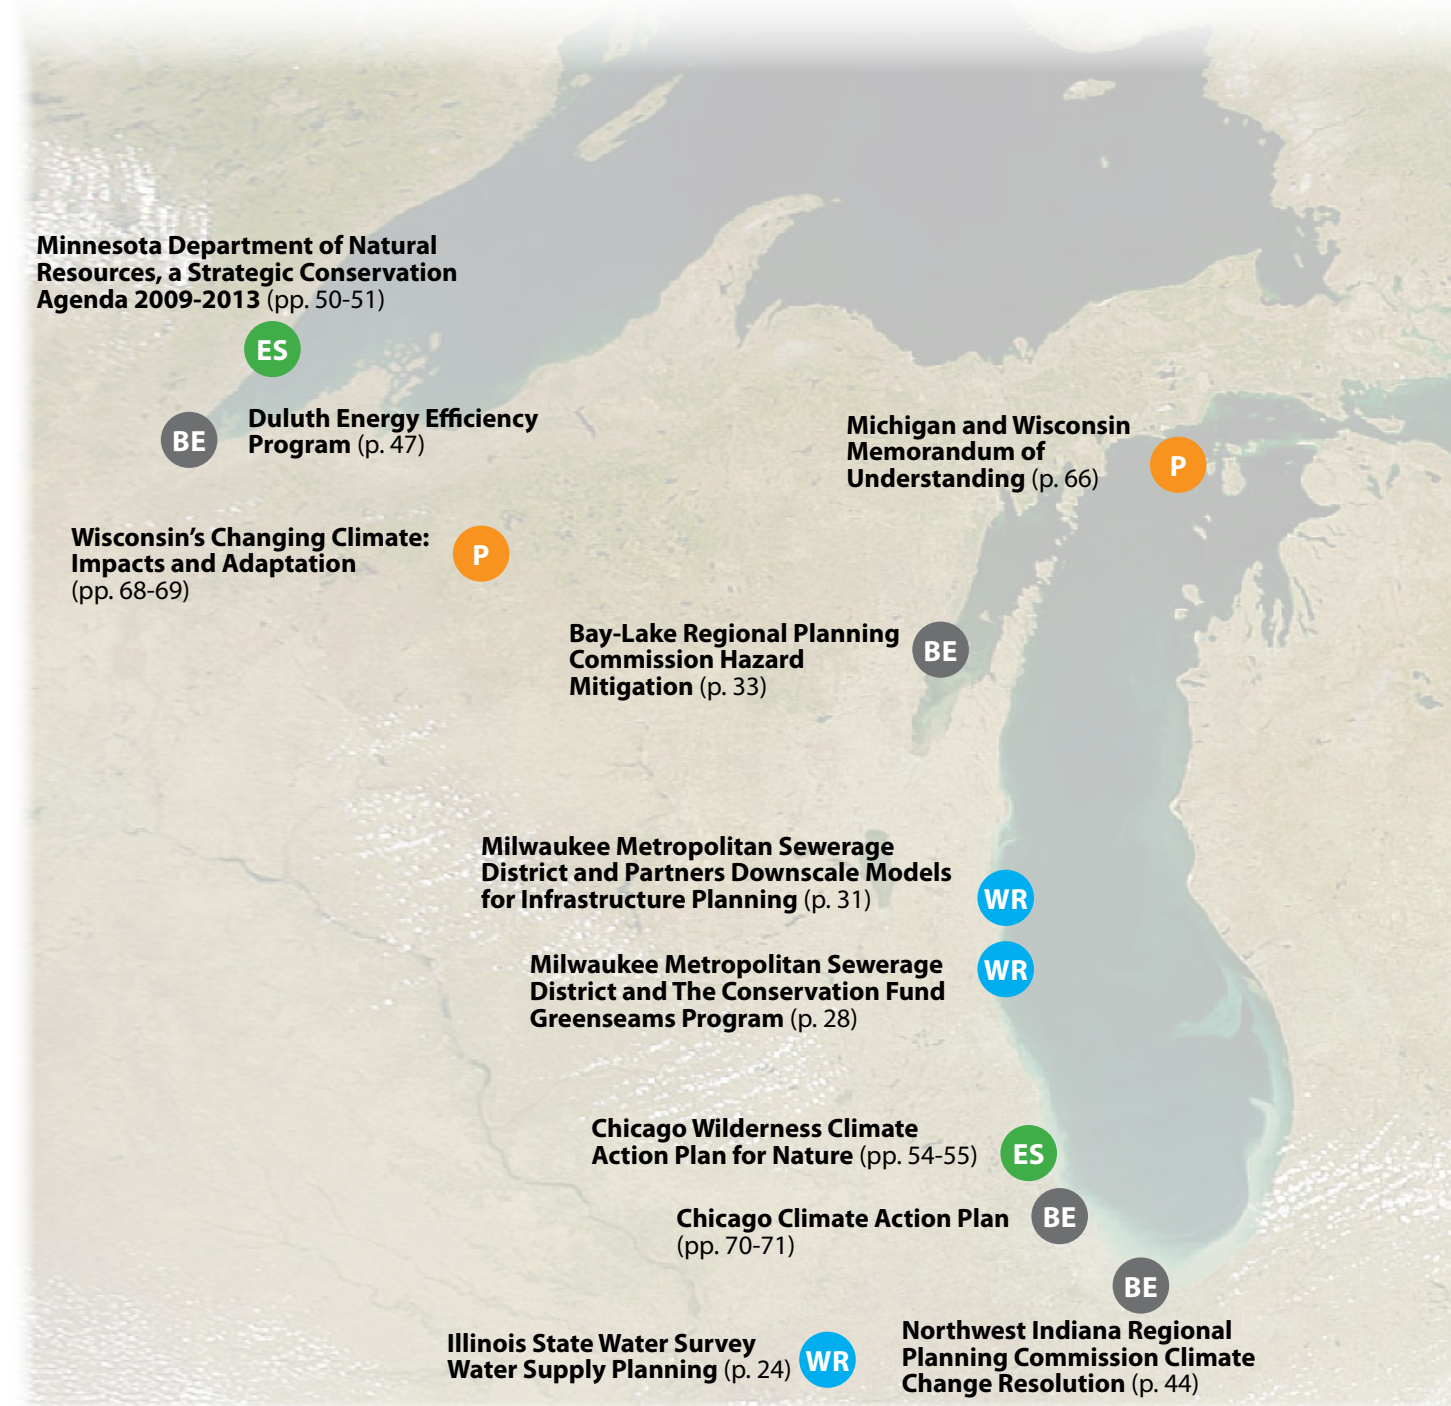 Minnesota Department of Natural
Resources, a Strategic Conservation
Agenda 2009-2013 (pp. 50-51)
ES
BE
Duluth Energy Efficiency
Program (p. 47)
Michigan and Wisconsin
Memorandum of
Understanding (p. 66)
P
Wisconsin’s Changing Climate:
Impacts and Adaptation
(pp. 68-69)
P
Bay-Lake Regional Planning
Commission Hazard
Mitigation (p. 33)
BE
Milwaukee Metropolitan Sewerage
District and Partners Downscale Models
for Infrastructure Planning (p. 31)
WR
Milwaukee Metropolitan Sewerage
District and The Conservation Fund
Greenseams Program (p. 28)
WR
Chicago Wilderness Climate
Action Plan for Nature (pp. 54-55)
ES
Chicago Climate Action Plan
(pp. 70-71)
BE
BE
Northwest Indiana Regional
Planning Commission Climate
Change Resolution (p. 44)
Illinois State Water Survey
Water Supply Planning (p. 24)
WR